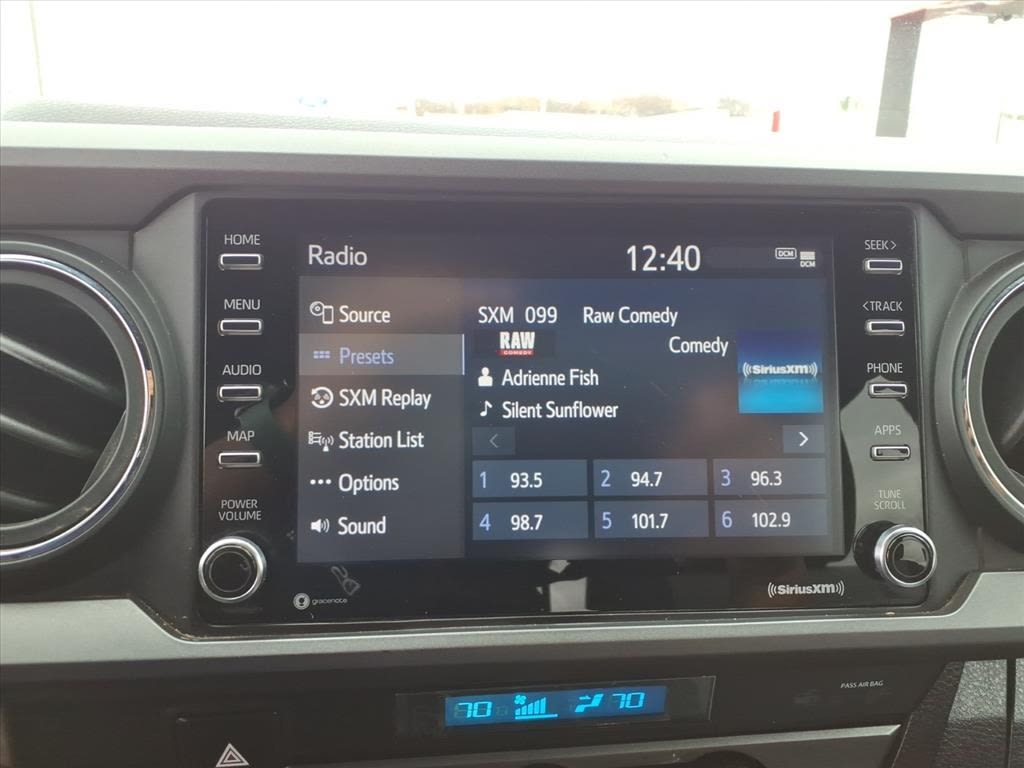 HOME
MENU
AUDIO
MAP
POWER
VOLUME
Radio
12:40
DCM
DCM
Source
Presets
SXM Replay
Station List
Options
Sound
SXM 099 Raw Comedy
RAW
COMEDY
Comedy
((SiriusXM))
Adrienne Fish
Silent Sunflower
1 93.5
2 94.7
3 96.3
4 98.7
5 101.7
6 102.9
SEEK >
< TRACK
PHONE
APPS
TUNE
SCROLL
gracenote
((SiriusXM))
70
70
PASS AIR BAG